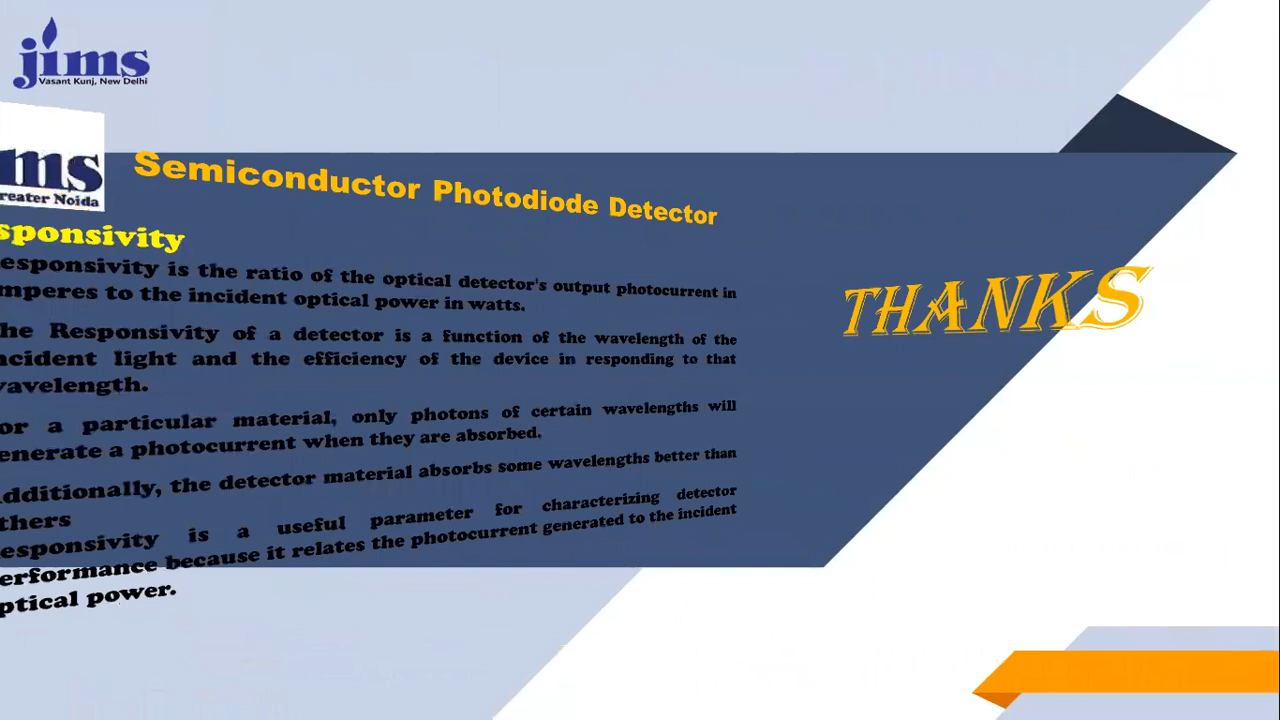 jims
Vasant Kunj, New Delhi
ms
reater Noida
Semiconductor Photodiode Detector
sponsivity
esponsivity is the ratio of the optical detector's output photocurrent in
mperes to the incident optical power in watts.
he Responsivity of a detector is a function of the wavelength of the
ncident light and the efficiency of the device in responding to that
avelength.
or a particular material, only photons of certain wavelengths will
enerate a photocurrent when they are absorbed.
dditionally, the detector material absorbs some wavelengths better than
thers
esponsivity is a useful parameter for characterizing detector
erformance because it relates the photocurrent generated to the incident
ptical power.
THANKS